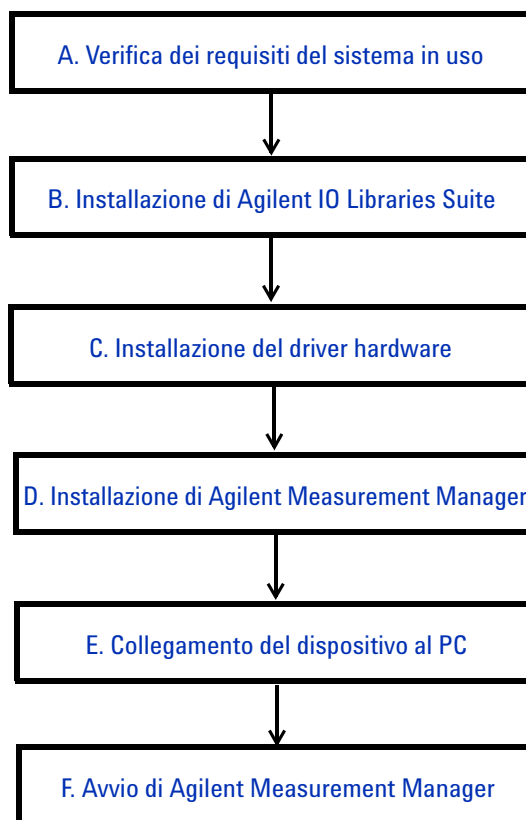 A. Verifica dei requisiti del sistema in uso
B. Installazione di Agilent IO Libraries Suite
C. Installazione del driver hardware
D. Installazione di Agilent Measurement Manager
E. Collegamento del dispositivo al PC
F. Avvio di Agilent Measurement Manager